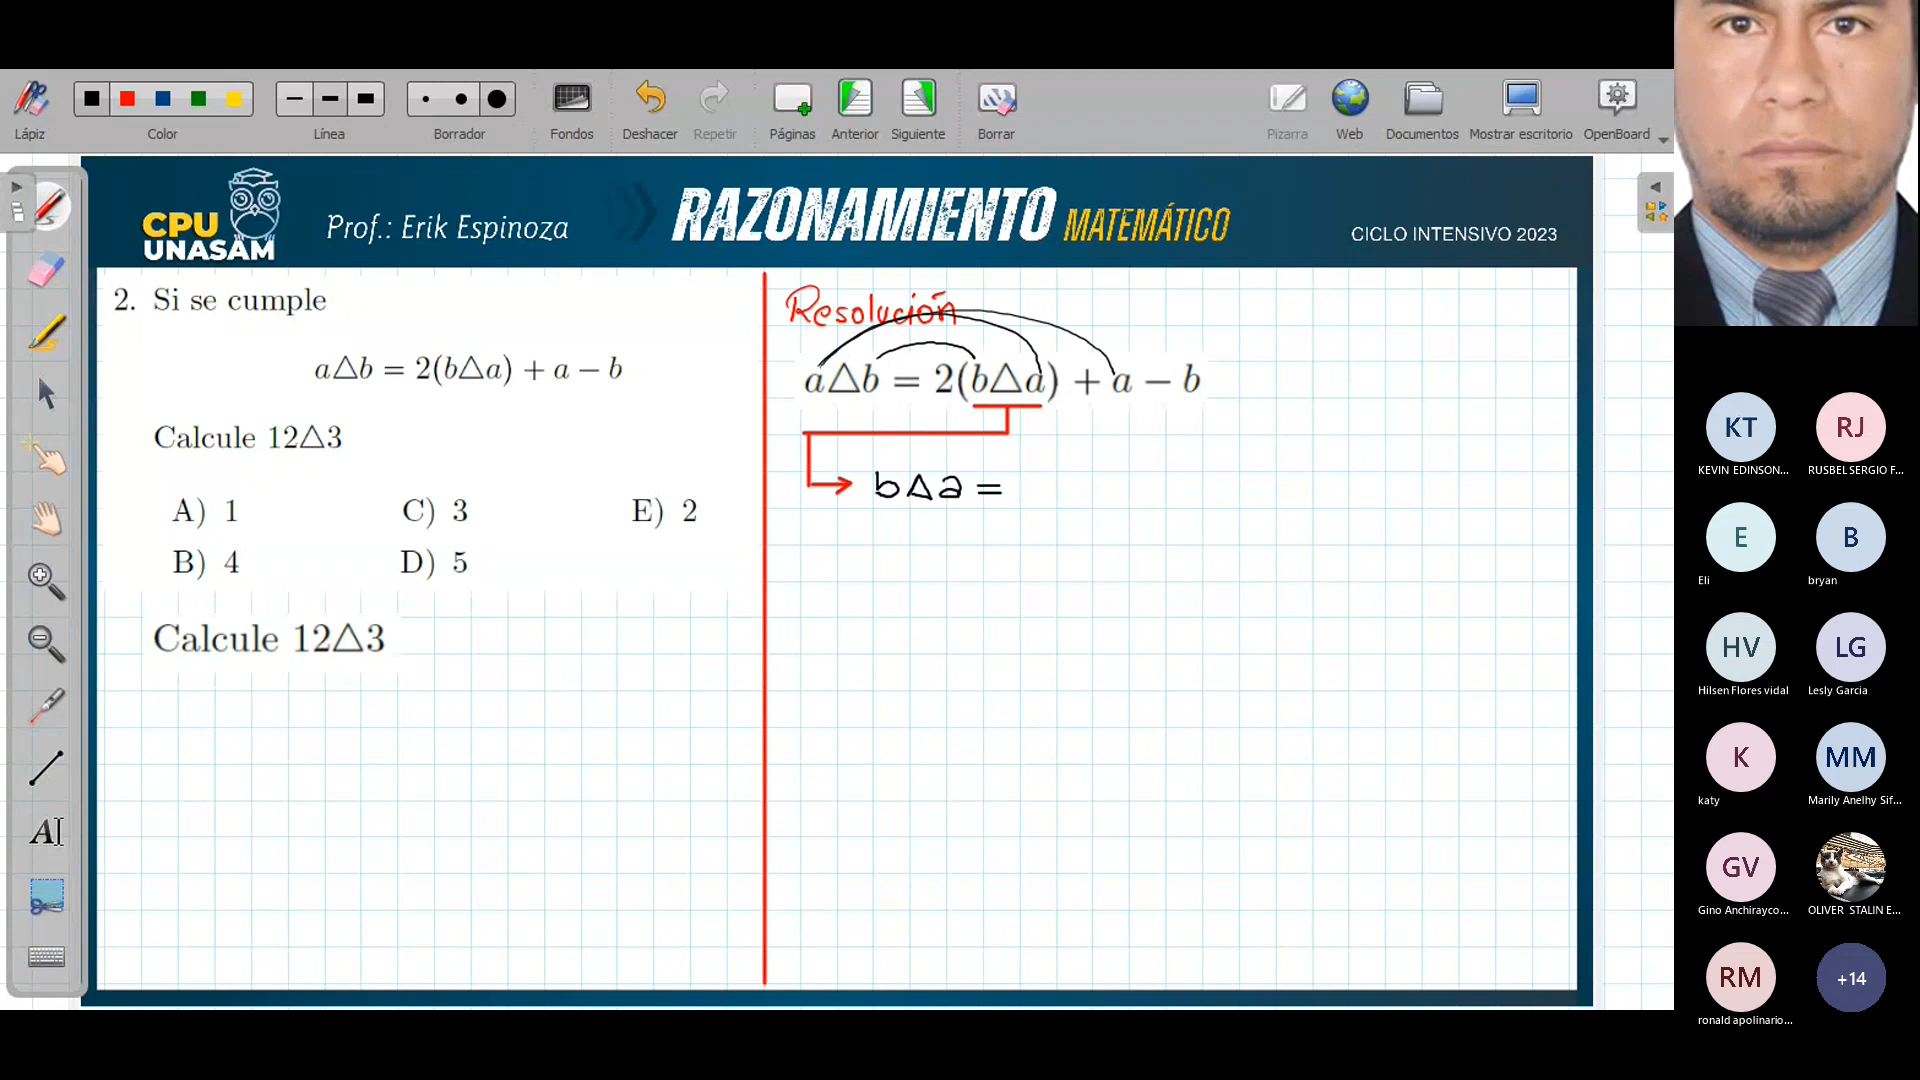 Lápiz
Color
Línea
Borrador
Fondos
Deshacer
Repetir
Páginas
Anterior
Siguiente
Borrar
Pizarra
Web
Documentos
Mostrar escritorio
OpenBoard
CPU
UNASAM
Prof.: Erik Espinoza
RAZONAMIENTO MATEMÁTICO
CICLO INTENSIVO 2023
2. Si se cumple
a△b = 2(b△a) + a − b
Calcule 12△3
A) 1 C) 3 E) 2
B) 4 D) 5
Calcule 12△3
Resolución
a△b = 2(b△a) + a − b
b△a =
KT
KEVIN EDINSON...
RJ
RUSBEL SERGIO F...
E
Eli
B
bryan
HV
Hilsen Flores vidal
LG
Lesly Garcia
K
katy
MM
Marily Anelhy Sif...
GV
Gino Anchirayco...
OLIVER STALIN E...
RM
ronald apolinario...
+14